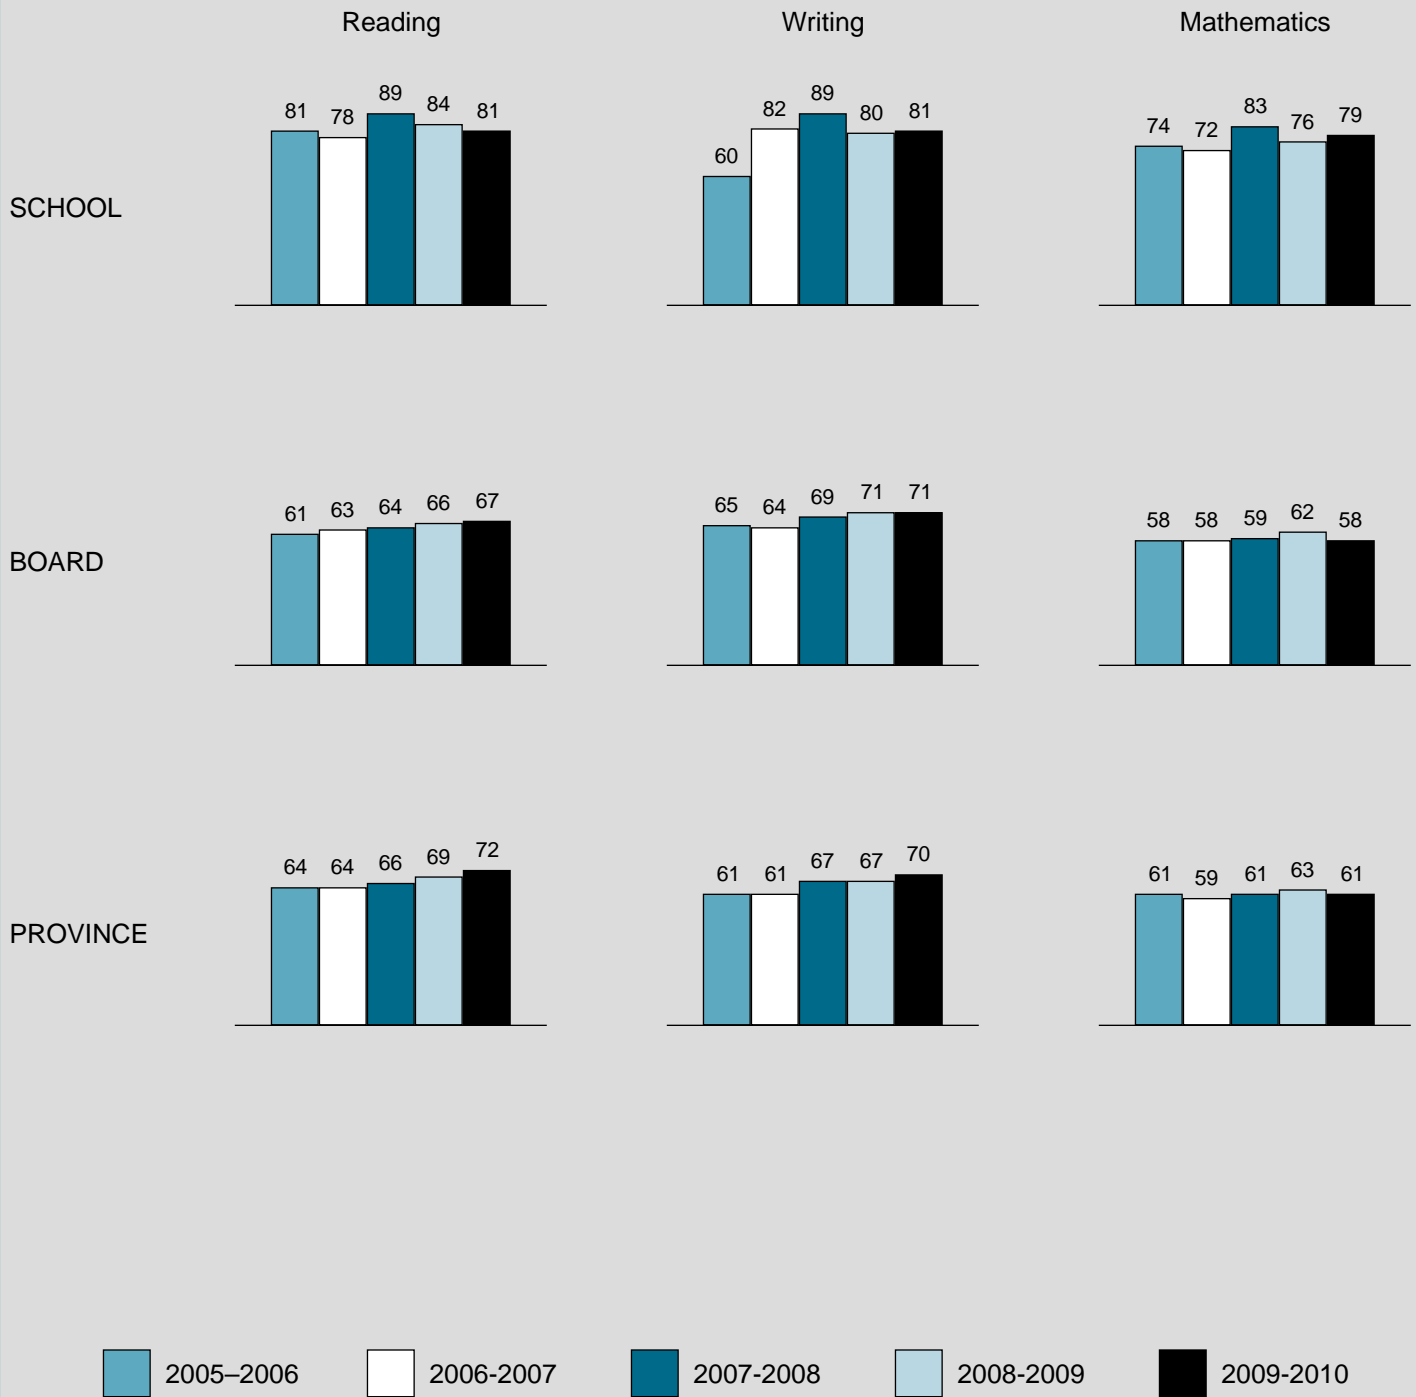 Reading Writing Mathematics
81 78 89 84 81
60 82 89 80 81
74 72 83 76 79
SCHOOL
61 63 64 66 67
65 64 69 71 71
58 58 59 62 58
BOARD
64 64 66 69 72
61 61 67 67 70
61 59 61 63 61
PROVINCE
2005–2006 2006-2007 2007-2008 2008-2009 2009-2010